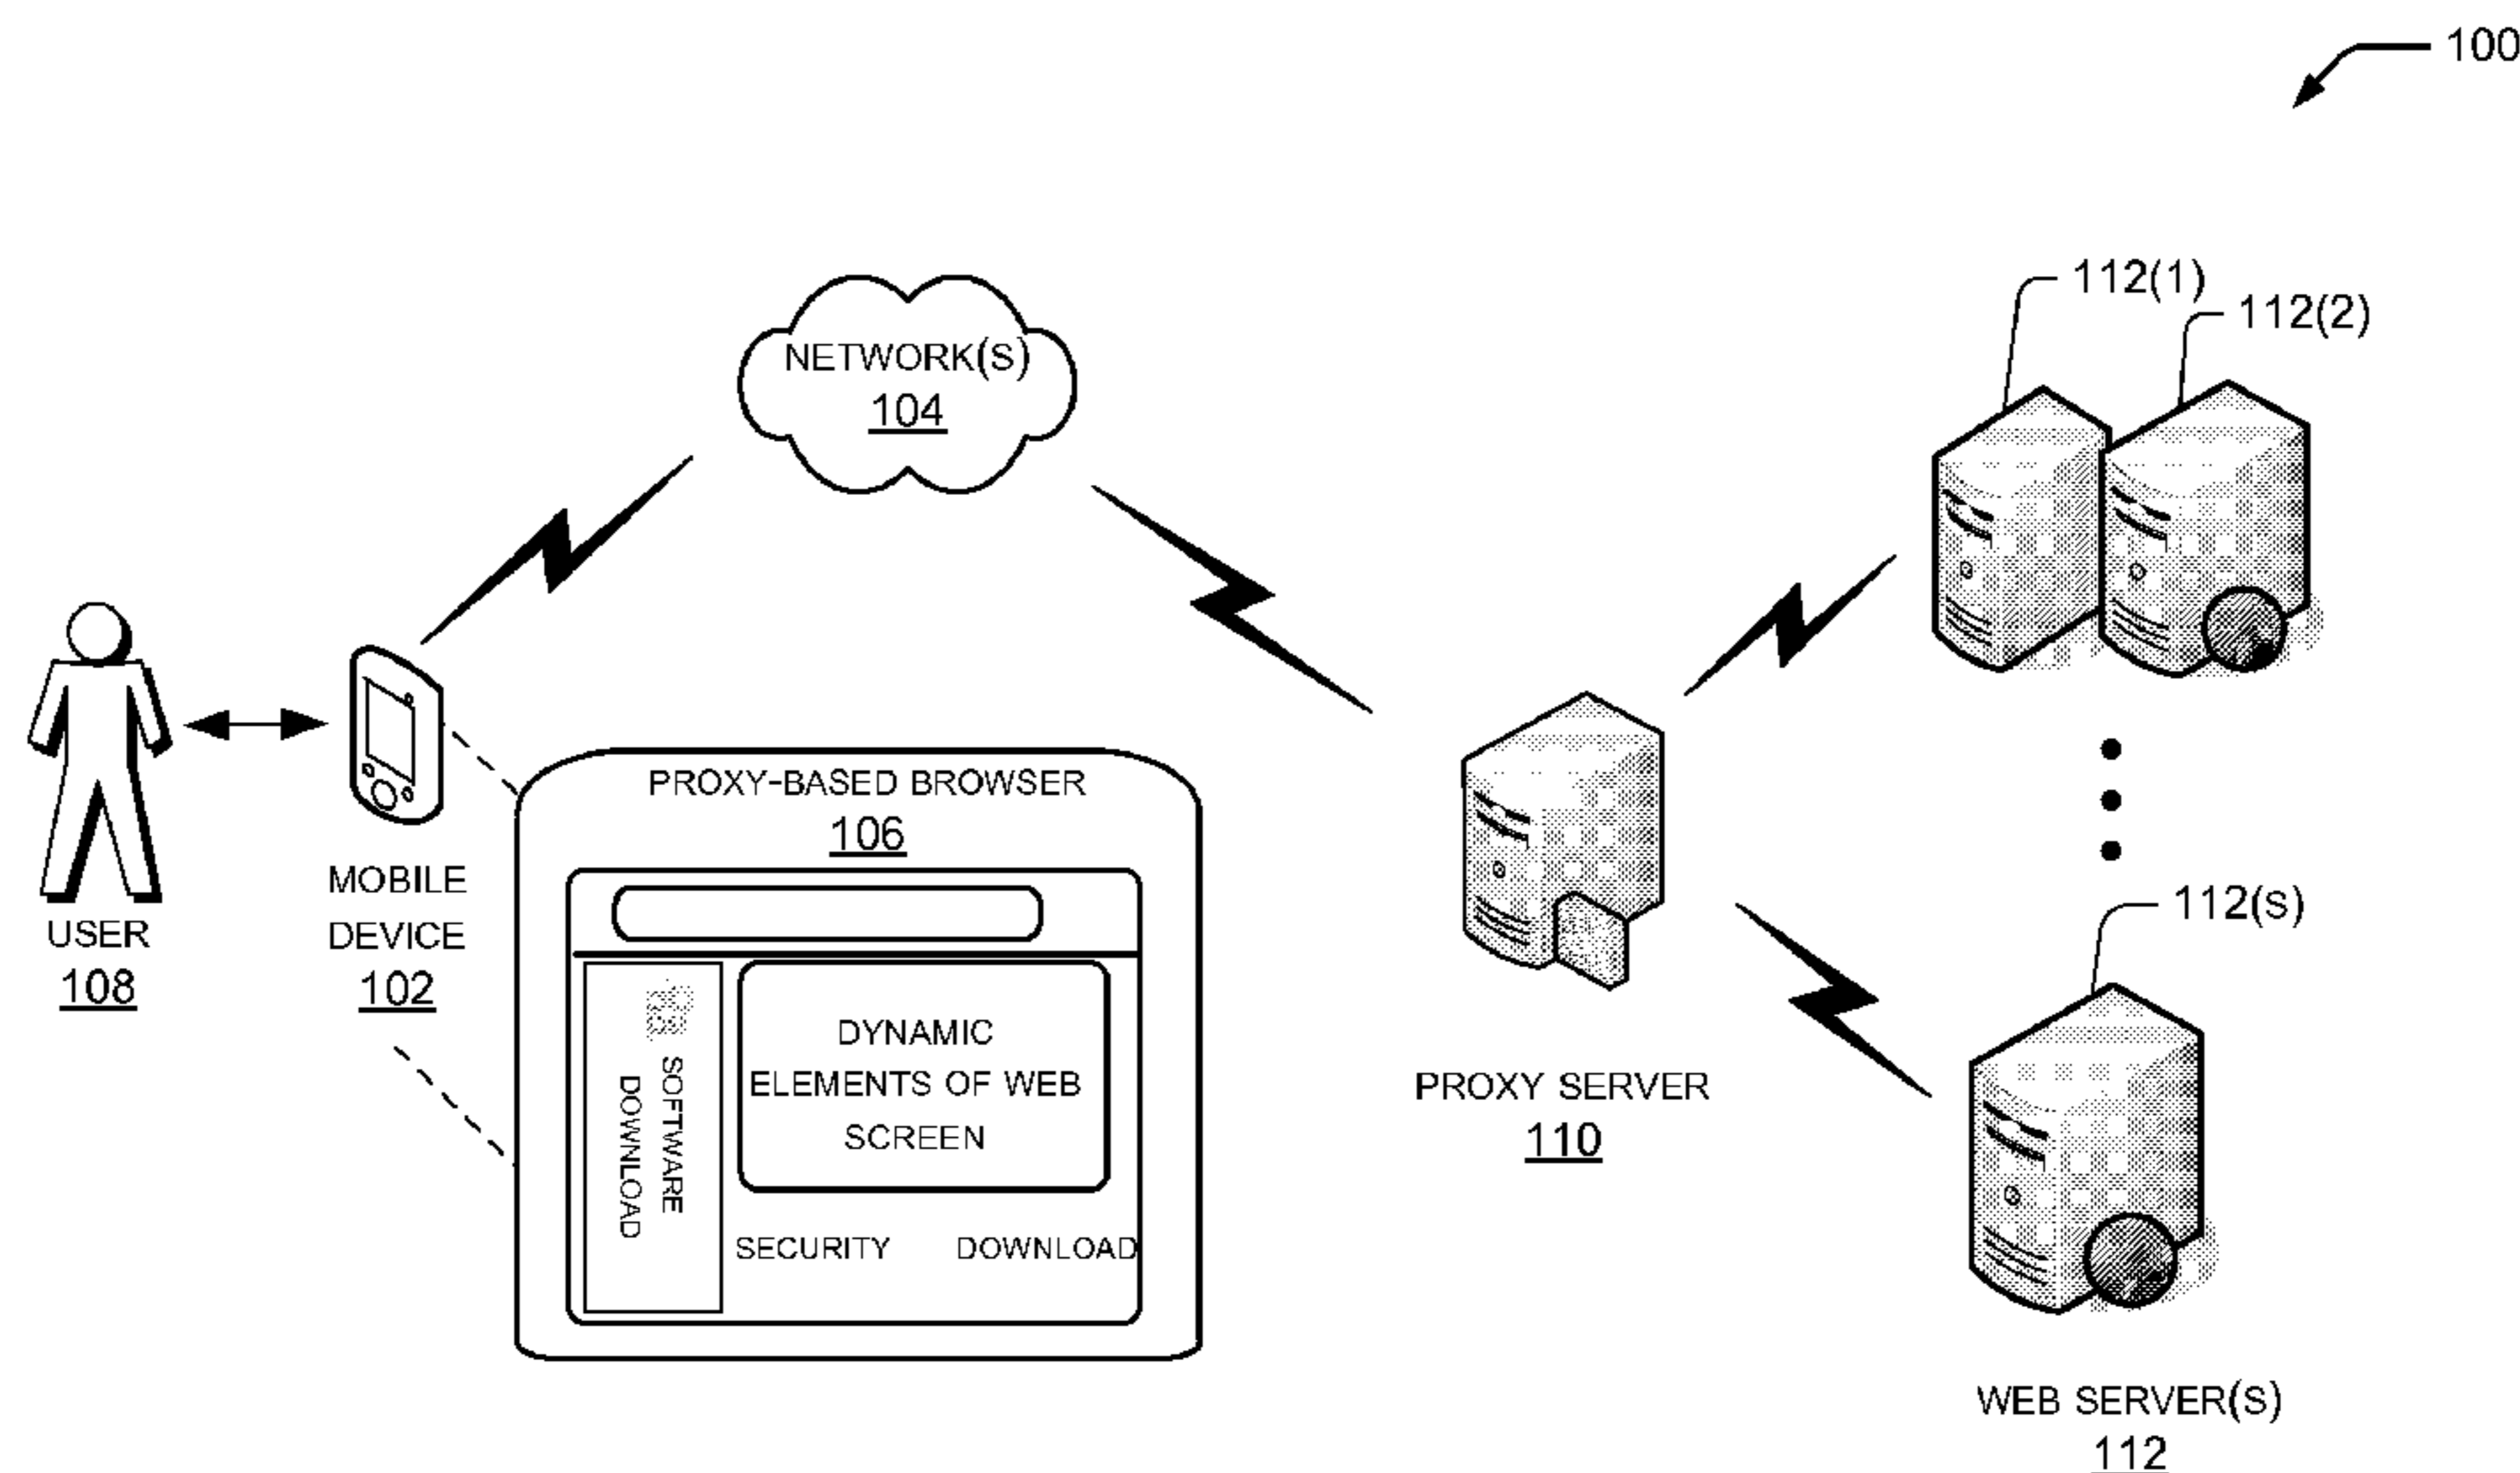 100
112(1)
112(2)
NETWORK(S)
104
PROXY-BASED BROWSER
106
MOBILE
DEVICE
102
USER
108
112(S)
SOFTWARE
DOWNLOAD
DYNAMIC
ELEMENTS OF WEB
SCREEN
SECURITY DOWNLOAD
PROXY SERVER
110
WEB SERVER(S)
112